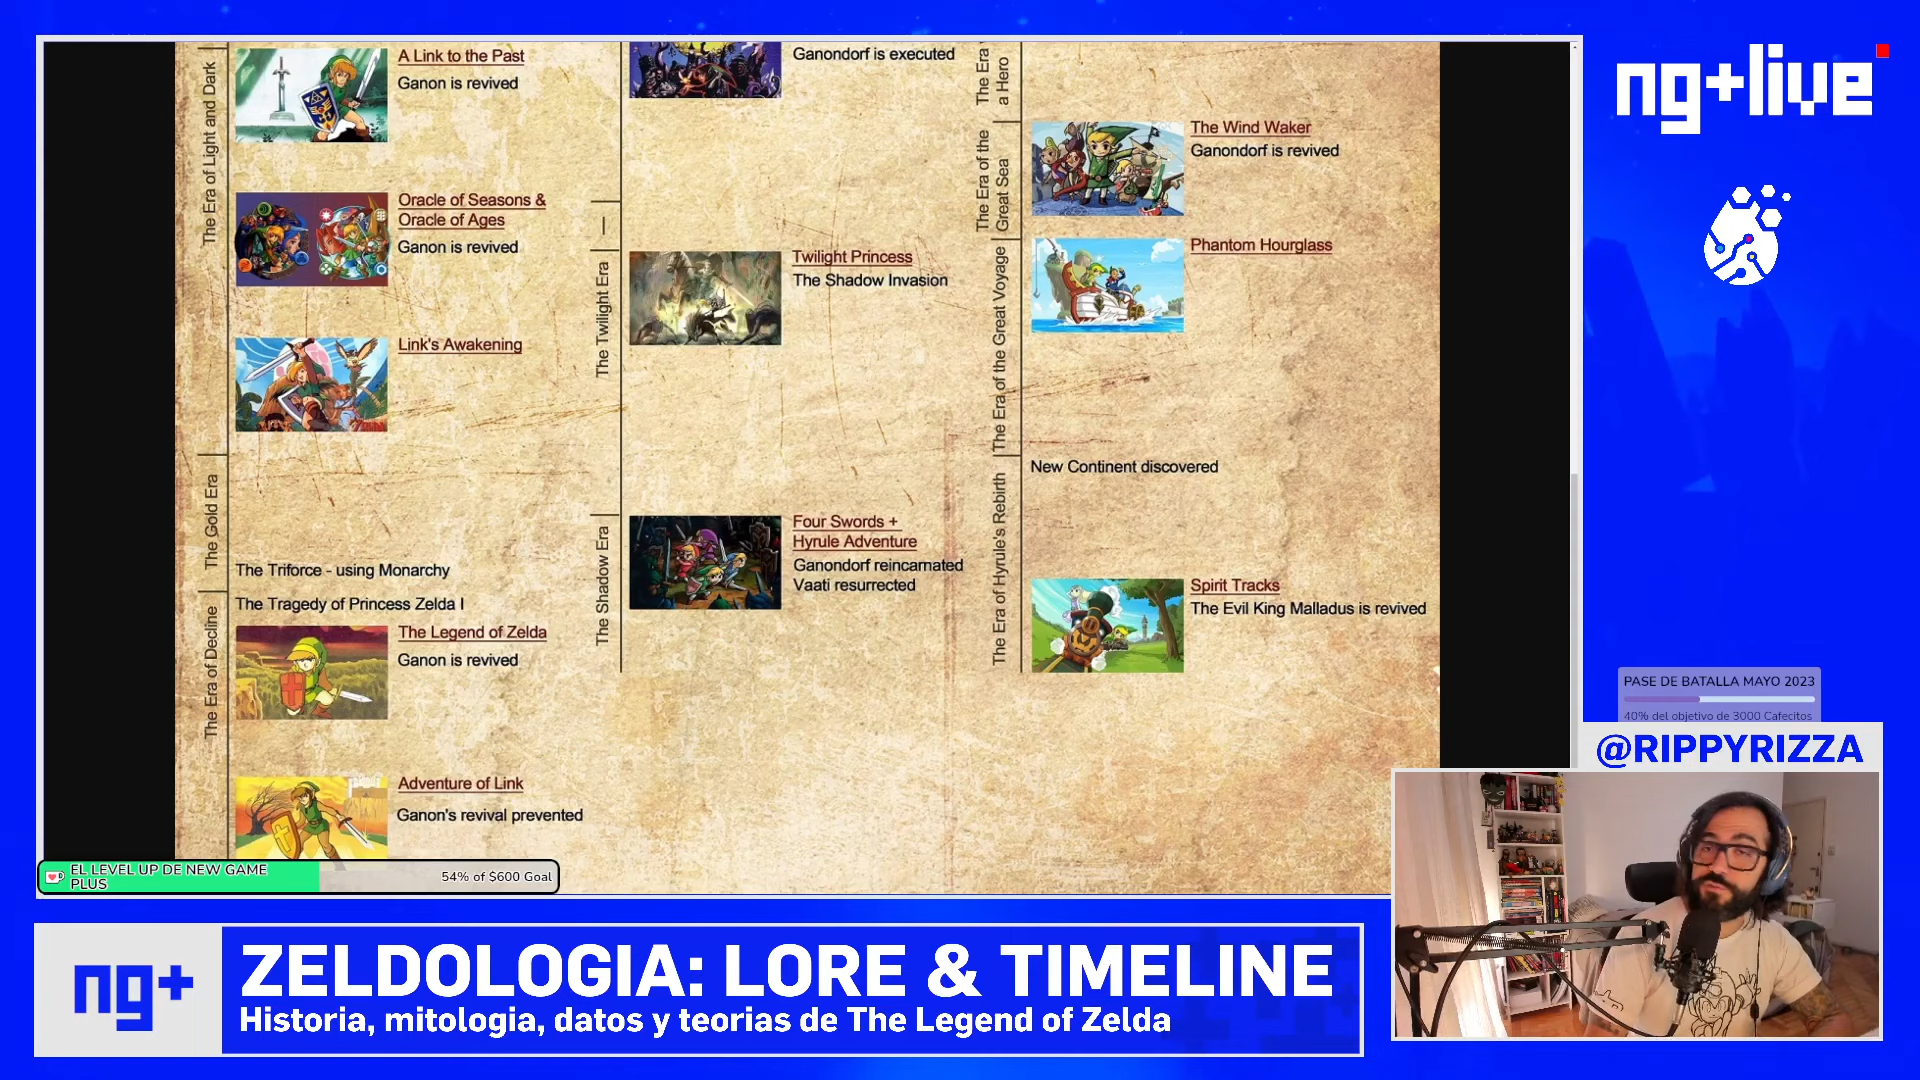 The Era of Light and Dark
A Link to the Past
Ganon is revived
Oracle of Seasons &
Oracle of Ages
Ganon is revived
Link's Awakening
The Gold Era
The Triforce - using Monarchy
The Tragedy of Princess Zelda I
The Era of Decline
The Legend of Zelda
Ganon is revived
Adventure of Link
Ganon's revival prevented
Ganondorf is executed
The Twilight Era
Twilight Princess
The Shadow Invasion
The Shadow Era
Four Swords +
Hyrule Adventure
Ganondorf reincarnated
Vaati resurrected
The Era
a Hero
The Era of the
Great Sea
The Wind Waker
Ganondorf is revived
The Era of the Great Voyage
Phantom Hourglass
The Era of Hyrule's Rebirth
New Continent discovered
Spirit Tracks
The Evil King Malladus is revived
ng+live
PASE DE BATALLA MAYO 2023
40% del objetivo de 3000 Cafecitos
@RIPPYRIZZA
EL LEVEL UP DE NEW GAME
PLUS
54% of $600 Goal
ng+
ZELDOLOGIA: LORE & TIMELINE
Historia, mitologia, datos y teorias de The Legend of Zelda